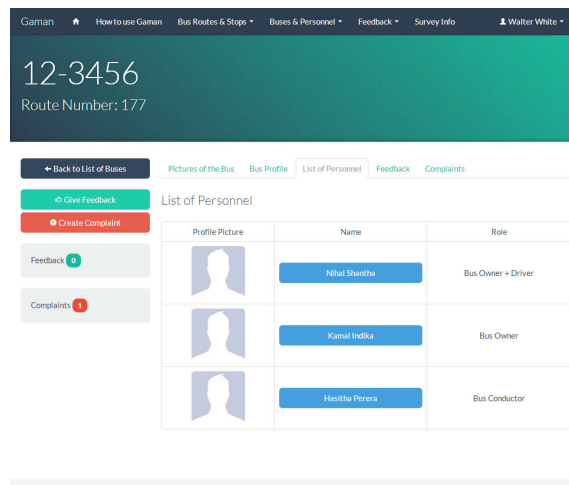 Gaman How to use Gaman Bus Routes & Stops Buses & Personnel Feedback Survey Info Walter White
12-3456
Route Number: 177
Back to List of Buses
Give Feedback
Create Complaint
Feedback 0
Complaints 1
Pictures of the Bus Bus Profile List of Personnel Feedback Complaints
List of Personnel
Profile Picture Name Role
Nihal Shantha Bus Owner + Driver
Kamal Indika Bus Owner
Hasitha Perera Bus Conductor